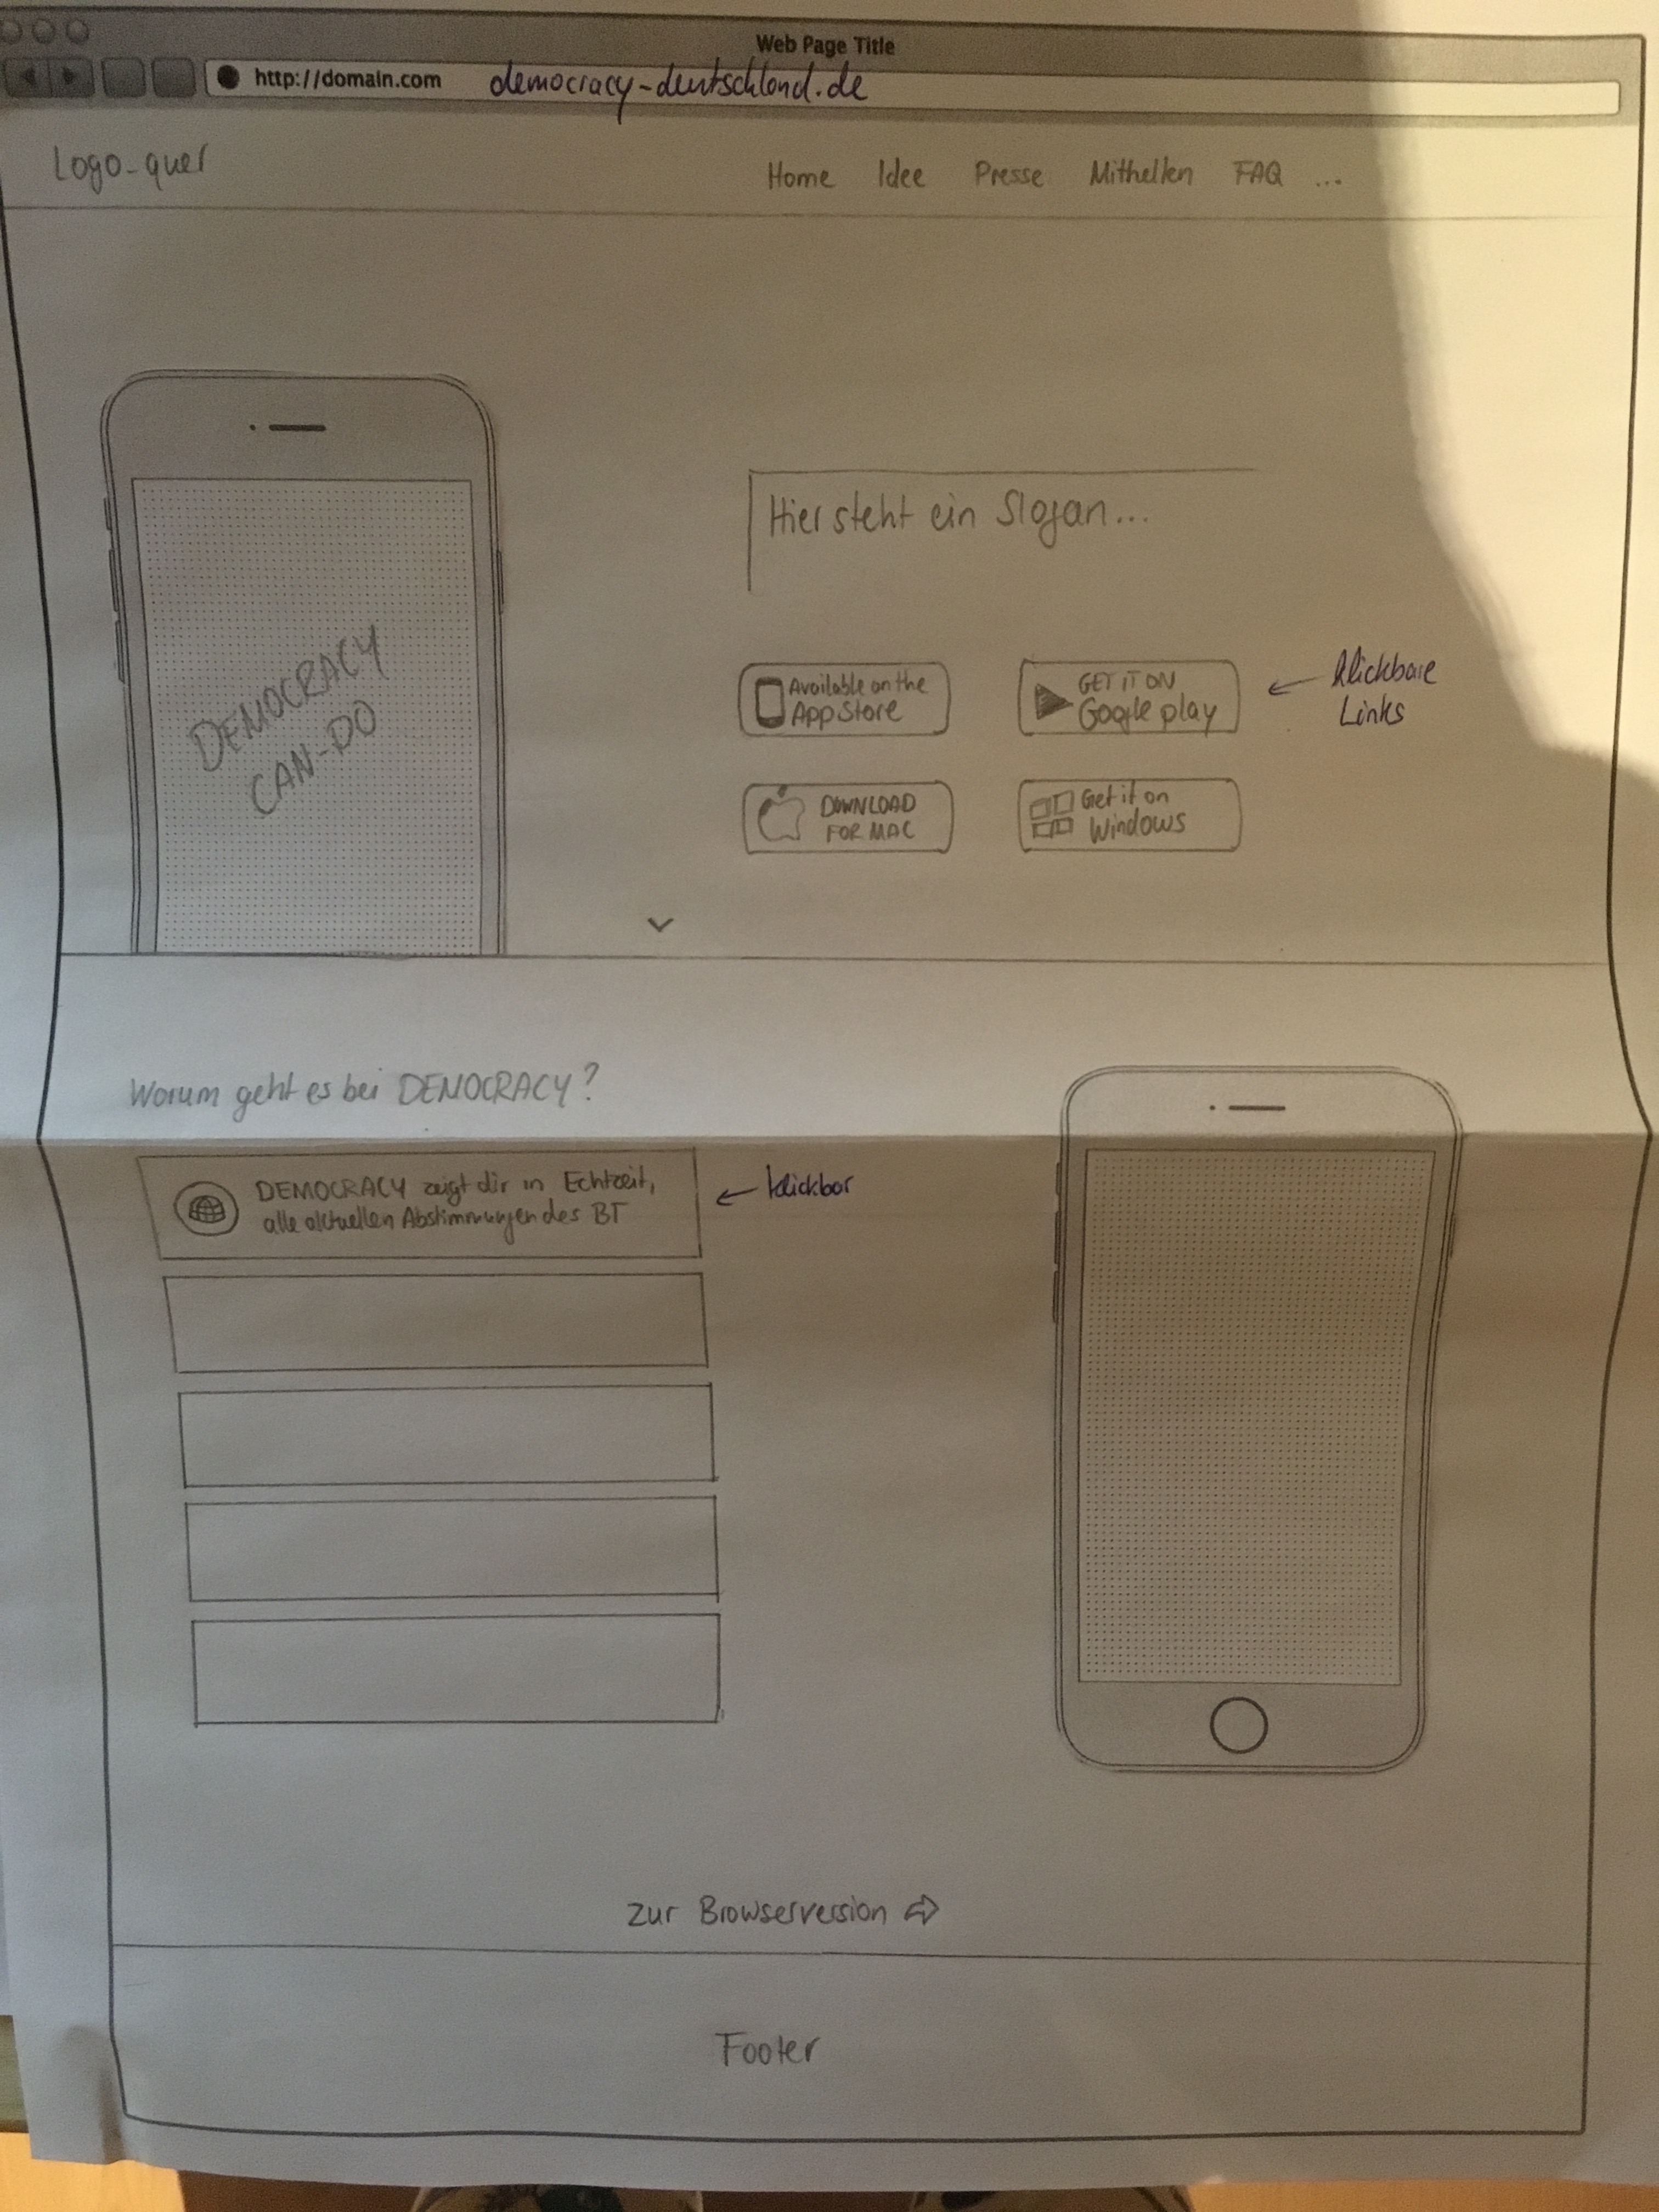 Web Page Title
http://domain.com democracy-deutschland.de
Logo-quer
Home Idee Presse Mithelfen FAQ ...
DEMOCRACY
CAN-DO
Hier steht ein Slogan...
Available on the
App Store
GET IT ON
Google play
klickbare
Links
DOWNLOAD
FOR MAC
Get it on
Windows
Worum geht es bei DEMOCRACY?
DEMOCRACY zeigt dir in Echtzeit,
alle aktuellen Abstimmungen des BT
klickbar
zur Browserversion ⇨
Footer